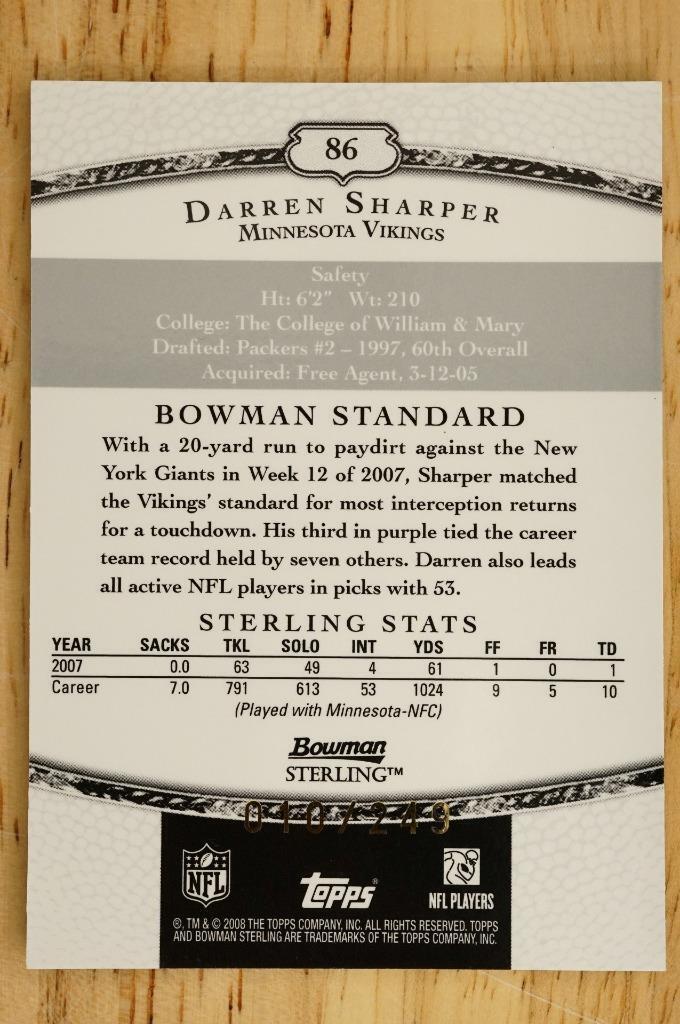 86
DARREN SHARPER
MINNESOTA VIKINGS
Safety
Ht: 6'2" Wt: 210
College: The College of William & Mary
Drafted: Packers #2 – 1997, 60th Overall
Acquired: Free Agent, 3-12-05
BOWMAN STANDARD
With a 20-yard run to paydirt against the New
York Giants in Week 12 of 2007, Sharper matched
the Vikings' standard for most interception returns
for a touchdown. His third in purple tied the career
team record held by seven others. Darren also leads
all active NFL players in picks with 53.
STERLING STATS
YEAR SACKS TKL SOLO INT YDS FF FR TD
2007 0.0 63 49 4 61 1 0 1
Career 7.0 791 613 53 1024 9 5 10
(Played with Minnesota-NFC)
Bowman
STERLING™
010/249
NFL
topps®
NFL PLAYERS
®, TM & © 2008 THE TOPPS COMPANY, INC. ALL RIGHTS RESERVED. TOPPS
AND BOWMAN STERLING ARE TRADEMARKS OF THE TOPPS COMPANY, INC.